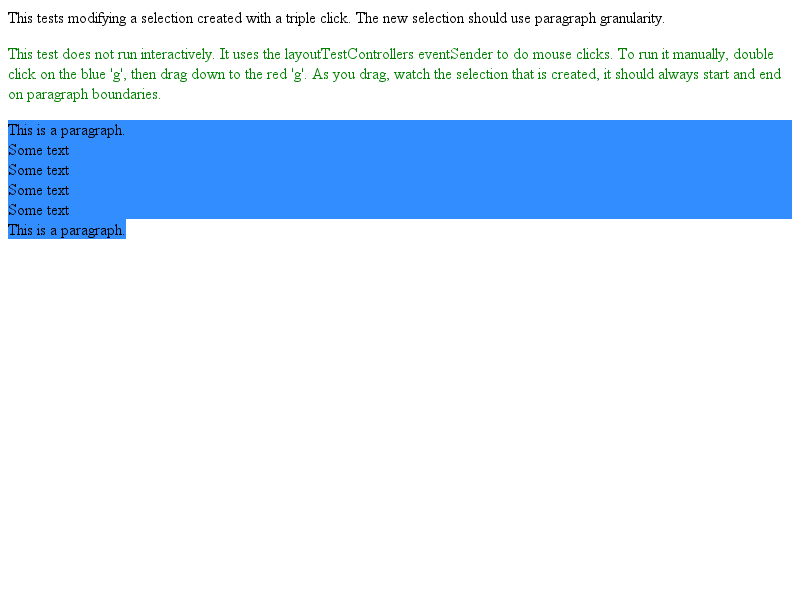 This tests modifying a selection created with a triple click. The new selection should use paragraph granularity.
This test does not run interactively. It uses the layoutTestControllers eventSender to do mouse clicks. To run it manually, double
click on the blue 'g', then drag down to the red 'g'. As you drag, watch the selection that is created, it should always start and end
on paragraph boundaries.
This is a paragraph.
Some text
Some text
Some text
Some text
This is a paragraph.